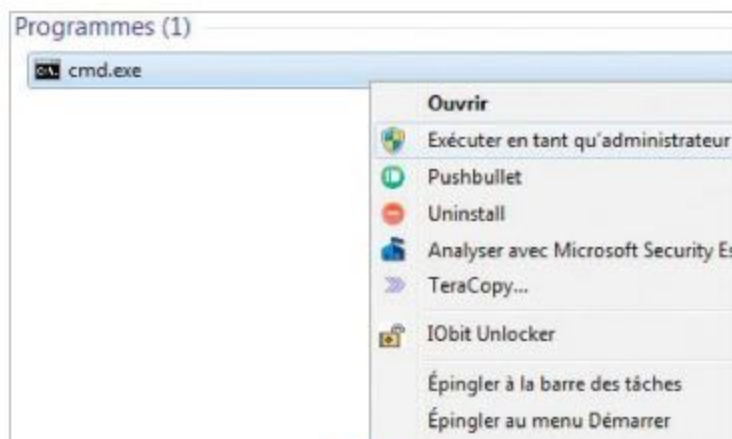 Programmes (1)
cmd.exe
Ouvrir
Exécuter en tant qu'administrateur
Pushbullet
Uninstall
Analyser avec Microsoft Security
TeraCopy...
IObit Unlocker
Épingler à la barre des tâches
Épingler au menu Démarrer